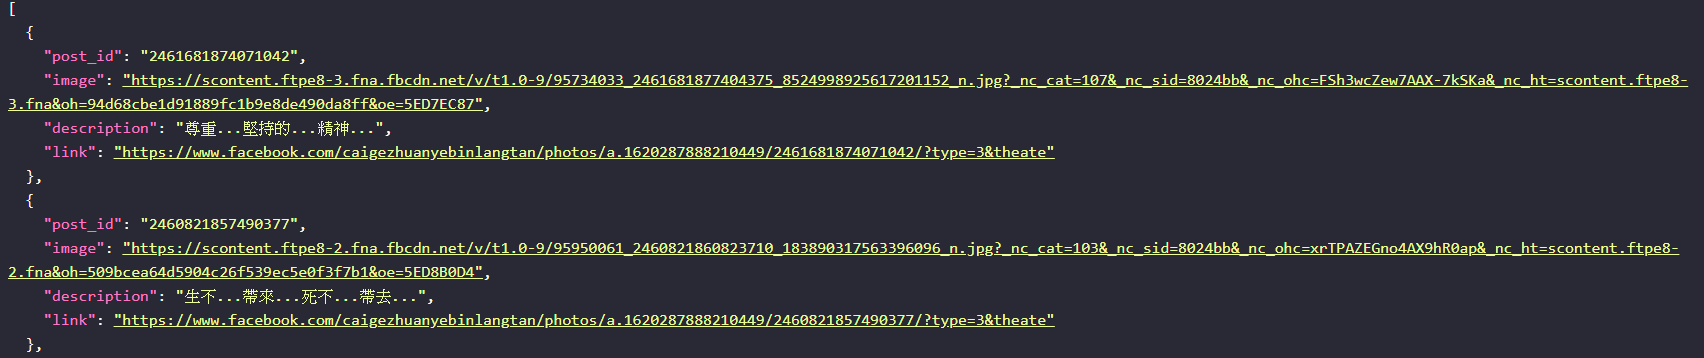 [
  {
    "post_id": "2461681874071042",
    "image": "https://scontent.ftpe8-3.fna.fbcdn.net/v/t1.0-9/95734033_2461681877404375_8524998925617201152_n.jpg?_nc_cat=107&_nc_sid=8024bb&_nc_ohc=FSh3wcZew7AAX-7kSKa&_nc_ht=scontent.ftpe8-
3.fna&oh=94d68cbe1d91889fc1b9e8de490da8ff&oe=5ED7EC87",
    "description": "尊重...堅持的...精神...",
    "link": "https://www.facebook.com/caigezhuanyebinlangtan/photos/a.1620287888210449/2461681874071042/?type=3&theate"
  },
  {
    "post_id": "2460821857490377",
    "image": "https://scontent.ftpe8-2.fna.fbcdn.net/v/t1.0-9/95950061_2460821860823710_183890317563396096_n.jpg?_nc_cat=103&_nc_sid=8024bb&_nc_ohc=xrTPAZEGno4AX9hR0ap&_nc_ht=scontent.ftpe8-
2.fna&oh=509bcea64d5904c26f539ec5e0f3f7b1&oe=5ED8B0D4",
    "description": "生不...帶來...死不...帶去...",
    "link": "https://www.facebook.com/caigezhuanyebinlangtan/photos/a.1620287888210449/2460821857490377/?type=3&theate"
  },